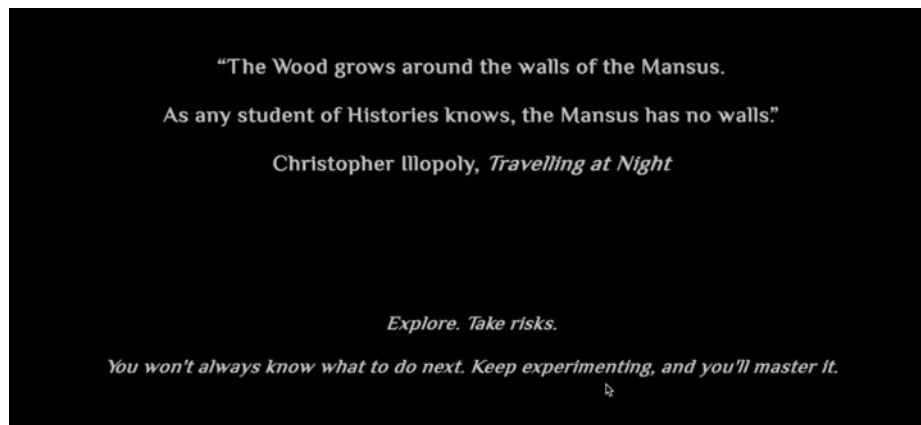 “The Wood grows around the walls of the Mansus.
As any student of Histories knows, the Mansus has no walls.”
Christopher Illopoly, Travelling at Night
Explore. Take risks.
You won't always know what to do next. Keep experimenting, and you'll master it.